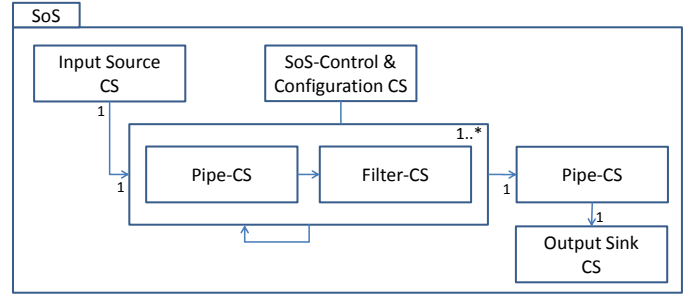 SoS
Input Source
CS
SoS-Control &
Configuration CS
1
1..*
1
Pipe-CS
Filter-CS
1
Pipe-CS
1
Output Sink
CS